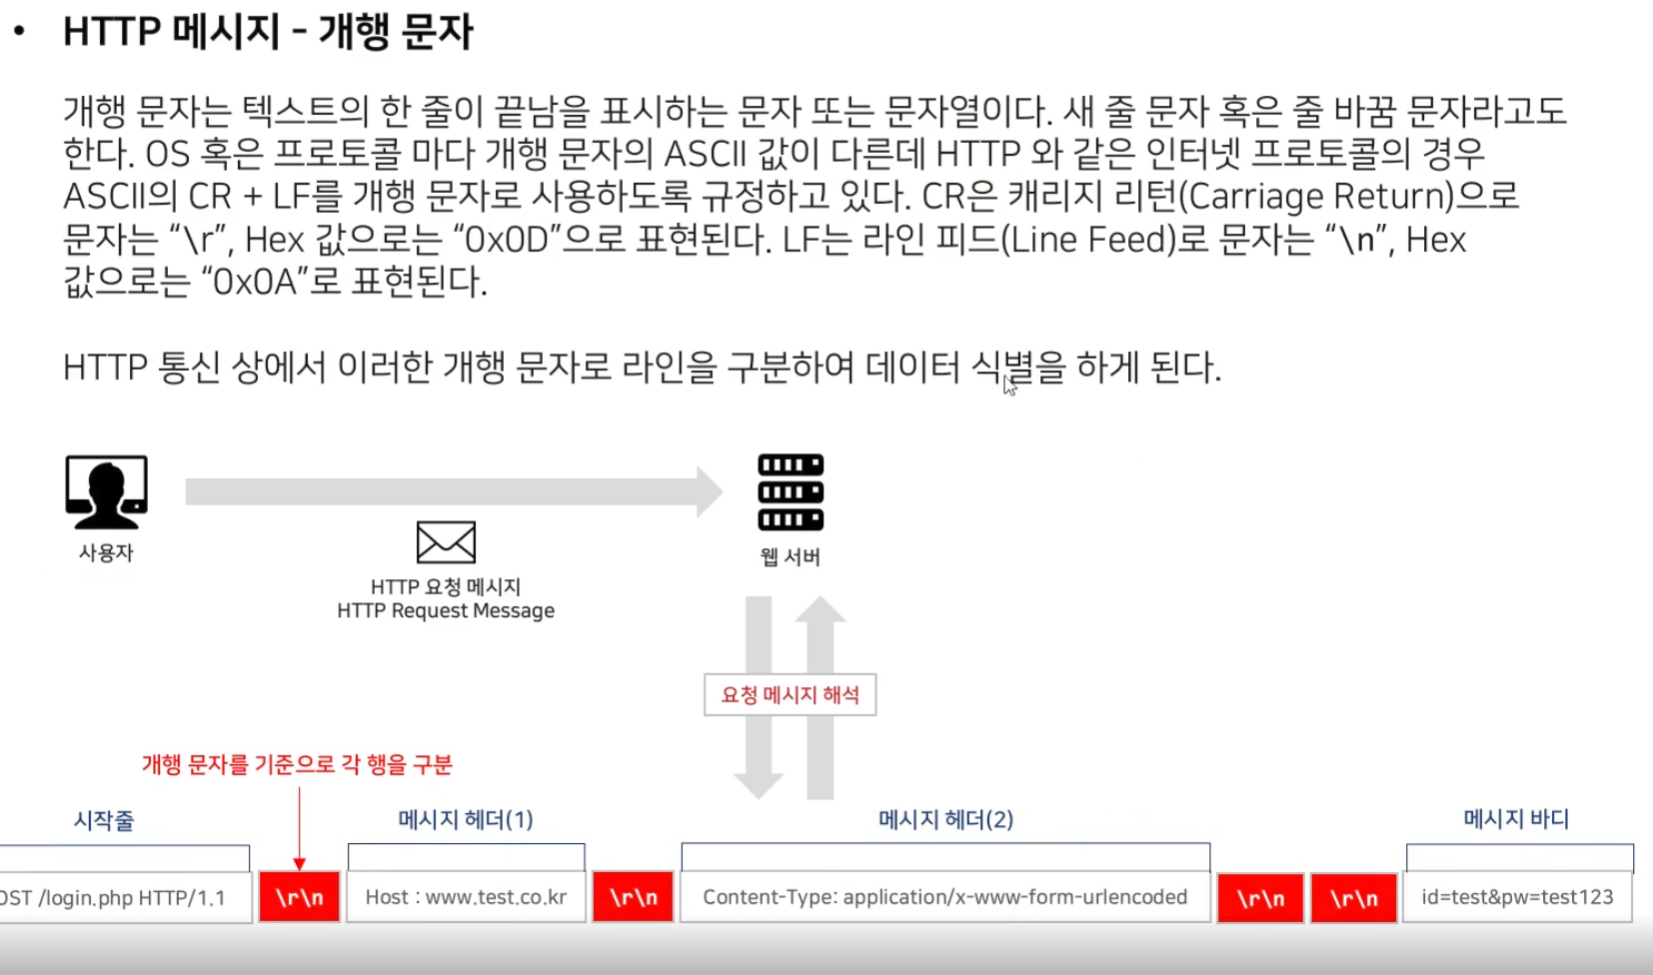 • HTTP 메시지 – 개행 문자
개행 문자는 텍스트의 한 줄이 끝남을 표시하는 문자 또는 문자열이다. 새 줄 문자 혹은 줄 바꿈 문자라고도
한다. OS 혹은 프로토콜 마다 개행 문자의 ASCII 값이 다른데 HTTP 와 같은 인터넷 프로토콜의 경우
ASCII의 CR + LF를 개행 문자로 사용하도록 규정하고 있다. CR은 캐리지 리턴(Carriage Return)으로
문자는 “\r”, Hex 값으로는 “0x0D”으로 표현된다. LF는 라인 피드(Line Feed)로 문자는 “\n”, Hex
값으로는 “0x0A”로 표현된다.
HTTP 통신 상에서 이러한 개행 문자로 라인을 구분하여 데이터 식별을 하게 된다.
사용자
웹 서버
HTTP 요청 메시지
HTTP Request Message
요청 메시지 해석
개행 문자를 기준으로 각 행을 구분
시작줄 메시지 헤더(1) 메시지 헤더(2) 메시지 바디
OST /login.php HTTP/1.1 \r\n Host : www.test.co.kr \r\n Content-Type: application/x-www-form-urlencoded \r\n \r\n id=test&pw=test123